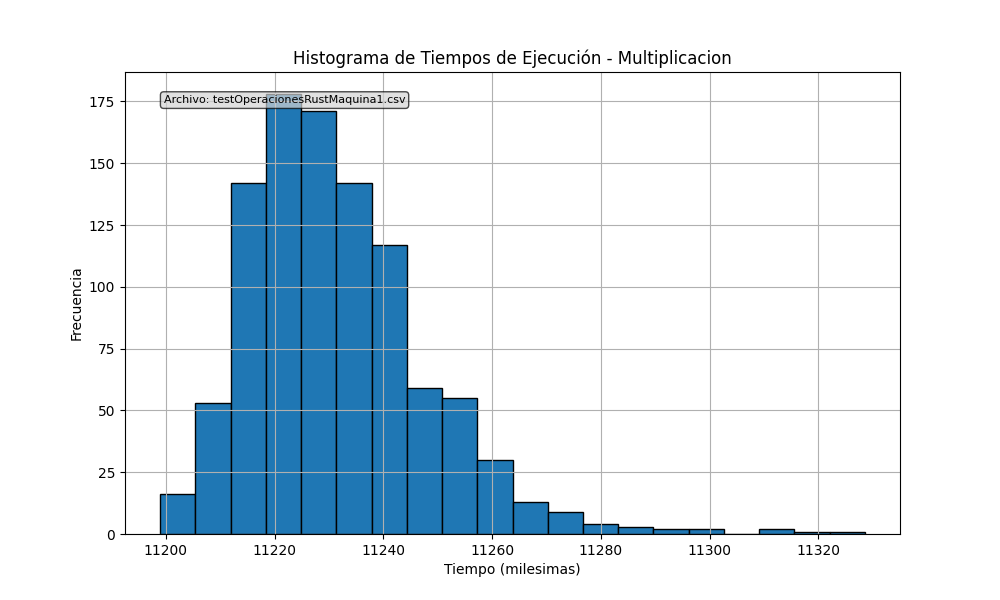 Histograma de Tiempos de Ejecución - Multiplicacion
Archivo: testOperacionesRustMaquina1.csv
175
150
125
100
75
50
25
0
Frecuencia
11200 11220 11240 11260 11280 11300 11320
Tiempo (milesimas)